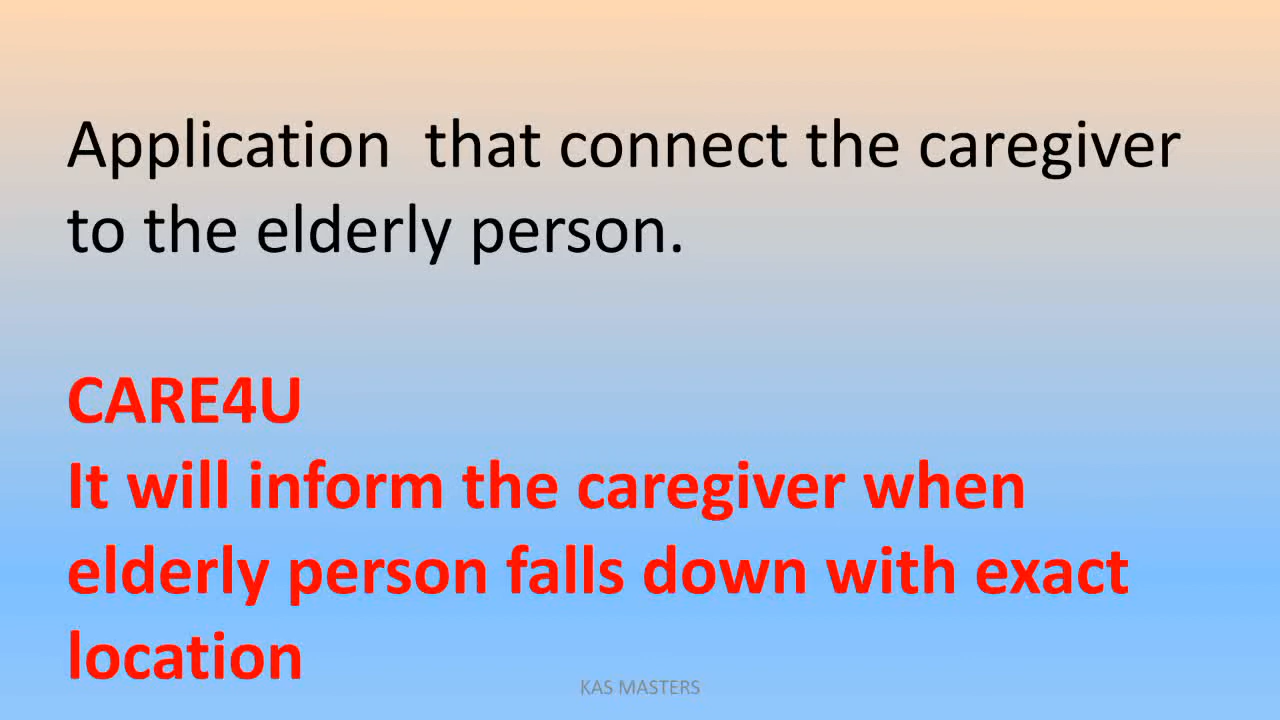 Application  that connect the caregiver
to the elderly person.
CARE4U
It will inform the caregiver when
elderly person falls down with exact
location
KAS MASTERS